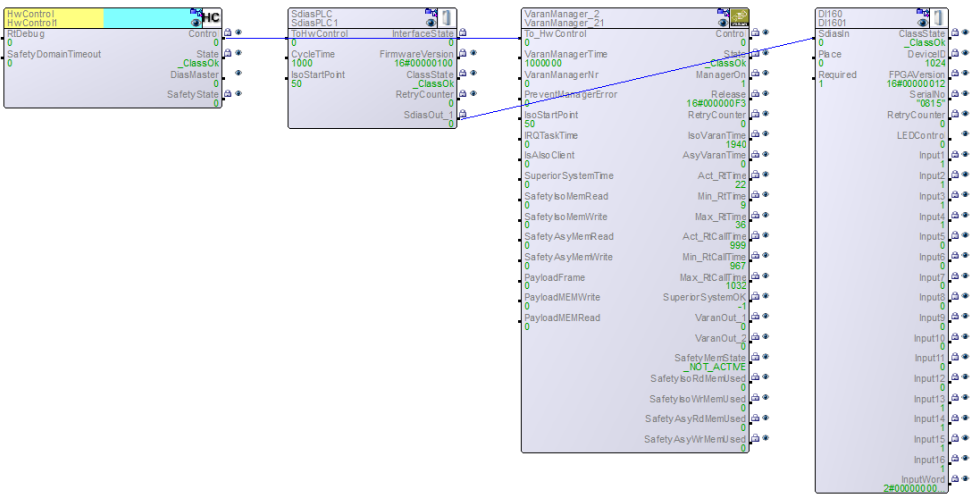 HwControl
HwControl1
HC
RtDebug
0
Contro
0
SafetyDomainTimeout
0
State
_ClassOk
DiasMaster
SafetyState
0
SdiasPLC
SdiasPLC1
ToHwControl
0
InterfaceState
0
CycleTime
1000
FirmwareVersion
16#00000100
IsoStartPoint
50
ClassState
_ClassOk
RetryCounter
0
SdiasOut_1
0
VaranManager_2
VaranManager_21
To_HwControl
0
Contro
0
VaranManagerTime
1000000
State
_ClassOk
VaranManagerNr
0
ManagerOn
1
PreventManagerError
0
Release
16#000000F3
IsoStartPoint
50
RetryCounter
0
IRQTaskTime
0
IsoVaranTime
1940
IsAlsoClient
0
AsyVaranTime
0
SuperiorSystemTime
0
Act_RtTime
22
SafetyIsoMemRead
0
Min_RtTime
9
SafetyIsoMemWrite
0
Max_RtTime
36
SafetyAsyMemRead
0
Act_RtCallTime
999
SafetyAsyMemWrite
0
Min_RtCallTime
967
PayloadFrame
0
Max_RtCallTime
1032
PayloadMEMWrite
0
SuperiorSystemOK
-1
PayloadMEMRead
0
VaranOut_1
0
VaranOut_2
0
SafetyMemState
_NOT_ACTIVE
SafetyIsoRdMemUsed
0
SafetyIsoWrMemUsed
0
SafetyAsyRdMemUsed
0
SafetyAsyWrMemUsed
0
DI160
DI1601
SdiasIn
0
ClassState
_ClassOk
Place
0
DeviceID
1024
Required
1
FPGAVersion
16#00000012
SerialNo
"0815"
RetryCounter
0
LEDContro
Input1
1
Input2
1
Input3
1
Input4
1
Input5
0
Input6
0
Input7
0
Input8
0
Input9
0
Input10
0
Input11
0
Input12
0
Input13
1
Input14
1
Input15
1
Input16
1
InputWord
2#00000000...